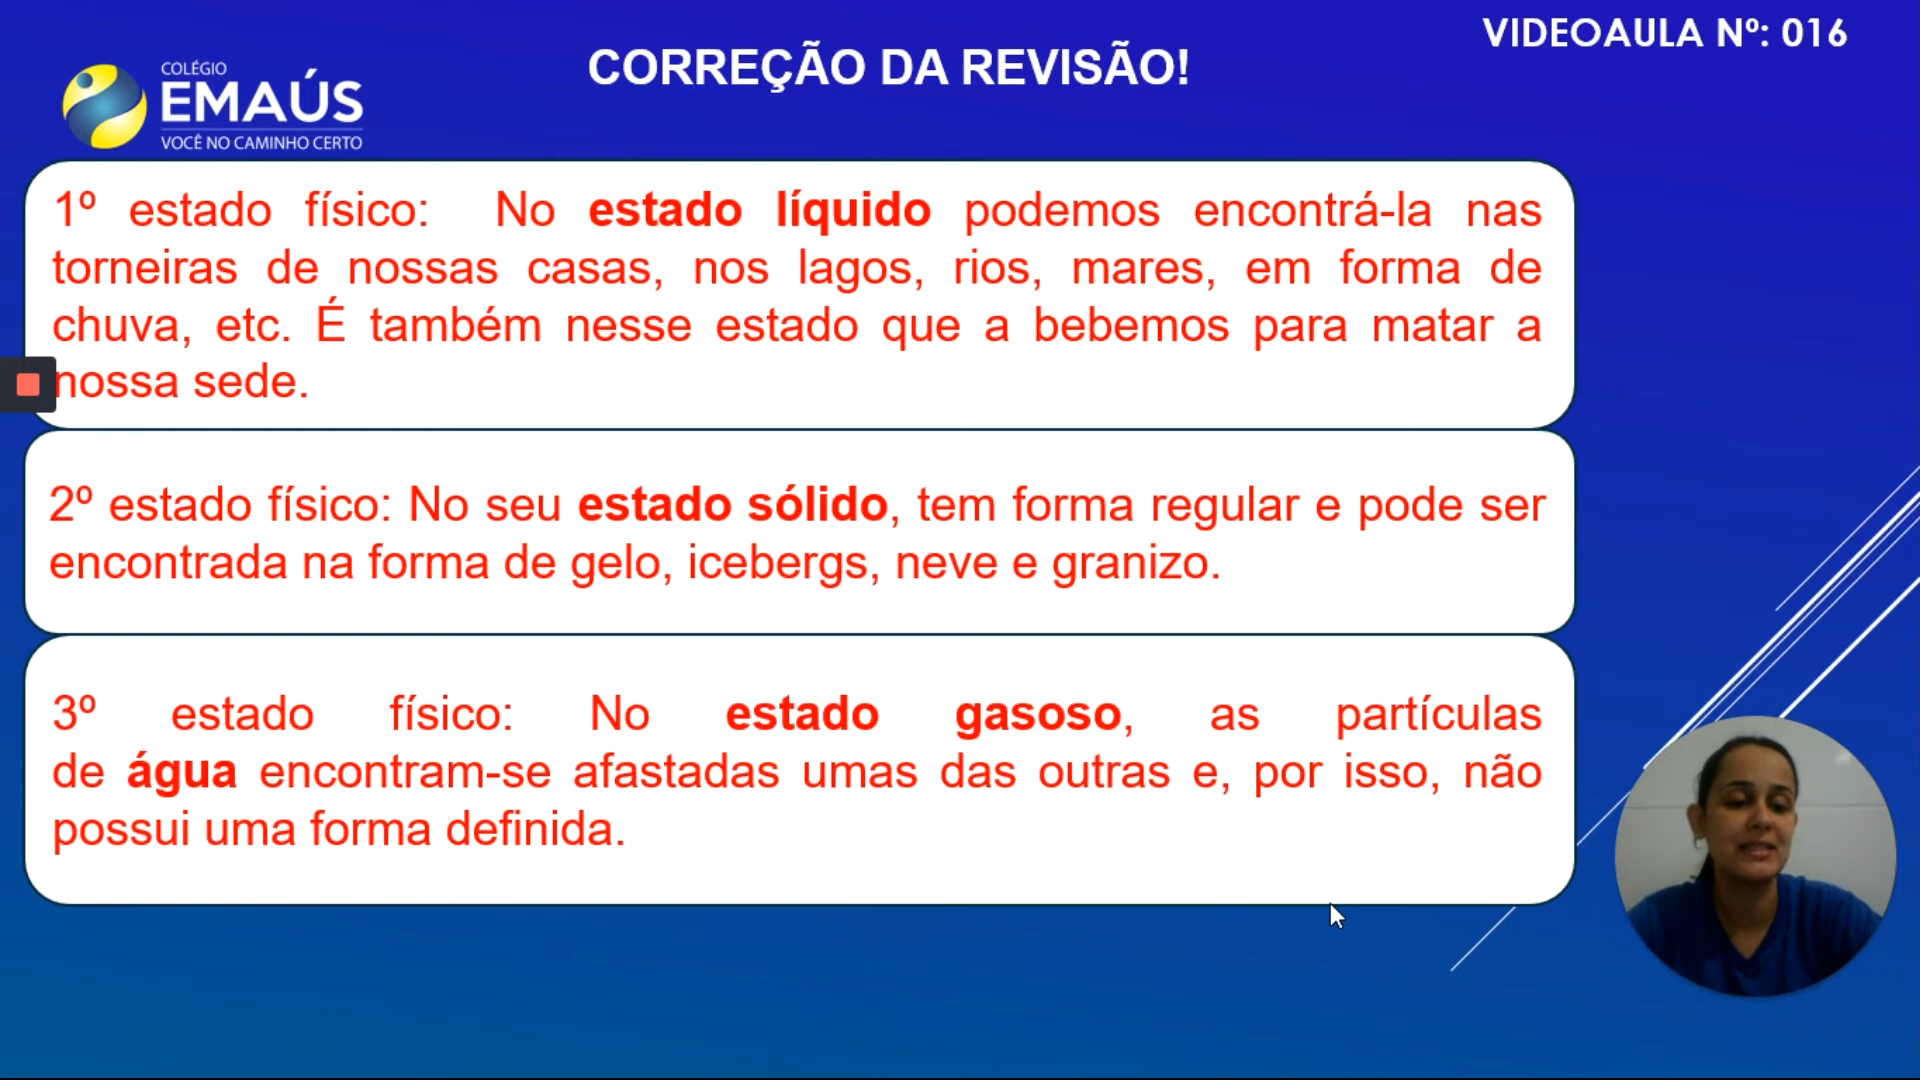 VIDEOAULA Nº: 016
CORREÇÃO DA REVISÃO!
COLÉGIO
EMAÚS
VOCÊ NO CAMINHO CERTO
1º estado físico: No estado líquido podemos encontrá-la nas
torneiras de nossas casas, nos lagos, rios, mares, em forma de
chuva, etc. É também nesse estado que a bebemos para matar a
nossa sede.
2º estado físico: No seu estado sólido, tem forma regular e pode ser
encontrada na forma de gelo, icebergs, neve e granizo.
3º estado físico: No estado gasoso, as partículas
de água encontram-se afastadas umas das outras e, por isso, não
possui uma forma definida.